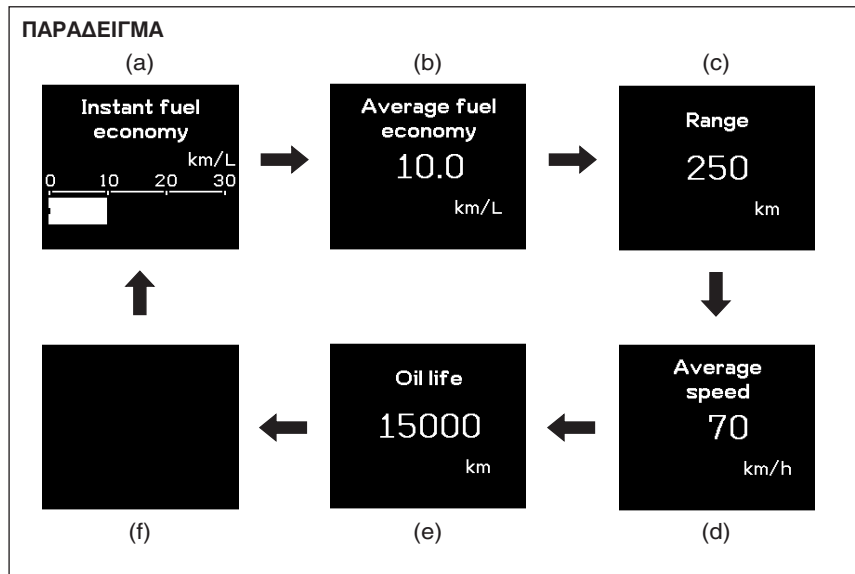 ΠΑΡΑΔΕΙΓΜΑ
(a)
(b)
(c)
Instant fuel
economy
km/L
0 10 20 30
Average fuel
economy
10.0
km/L
Range
250
km
Oil life
15000
km
Average
speed
70
km/h
(f)
(e)
(d)